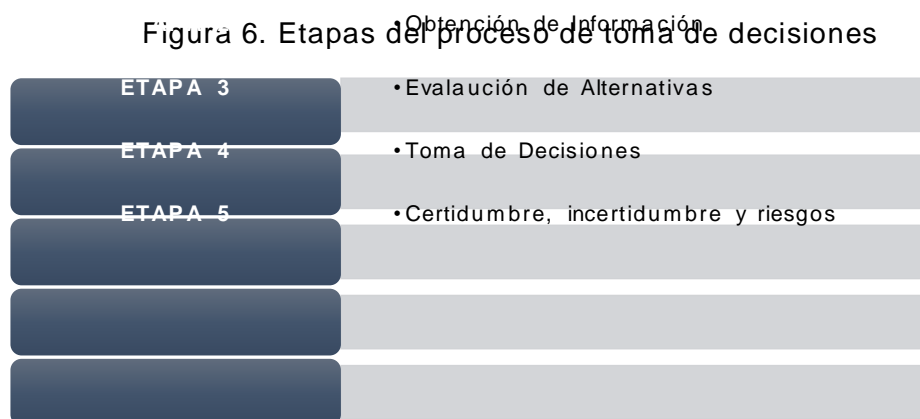 • Obtención de Información
Figura 6. Etapas del proceso de toma de decisiones
ETAPA 3 • Evalaución de Alternativas
ETAPA 4 • Toma de Decisiones
ETAPA 5 • Certidumbre, incertidumbre y riesgos